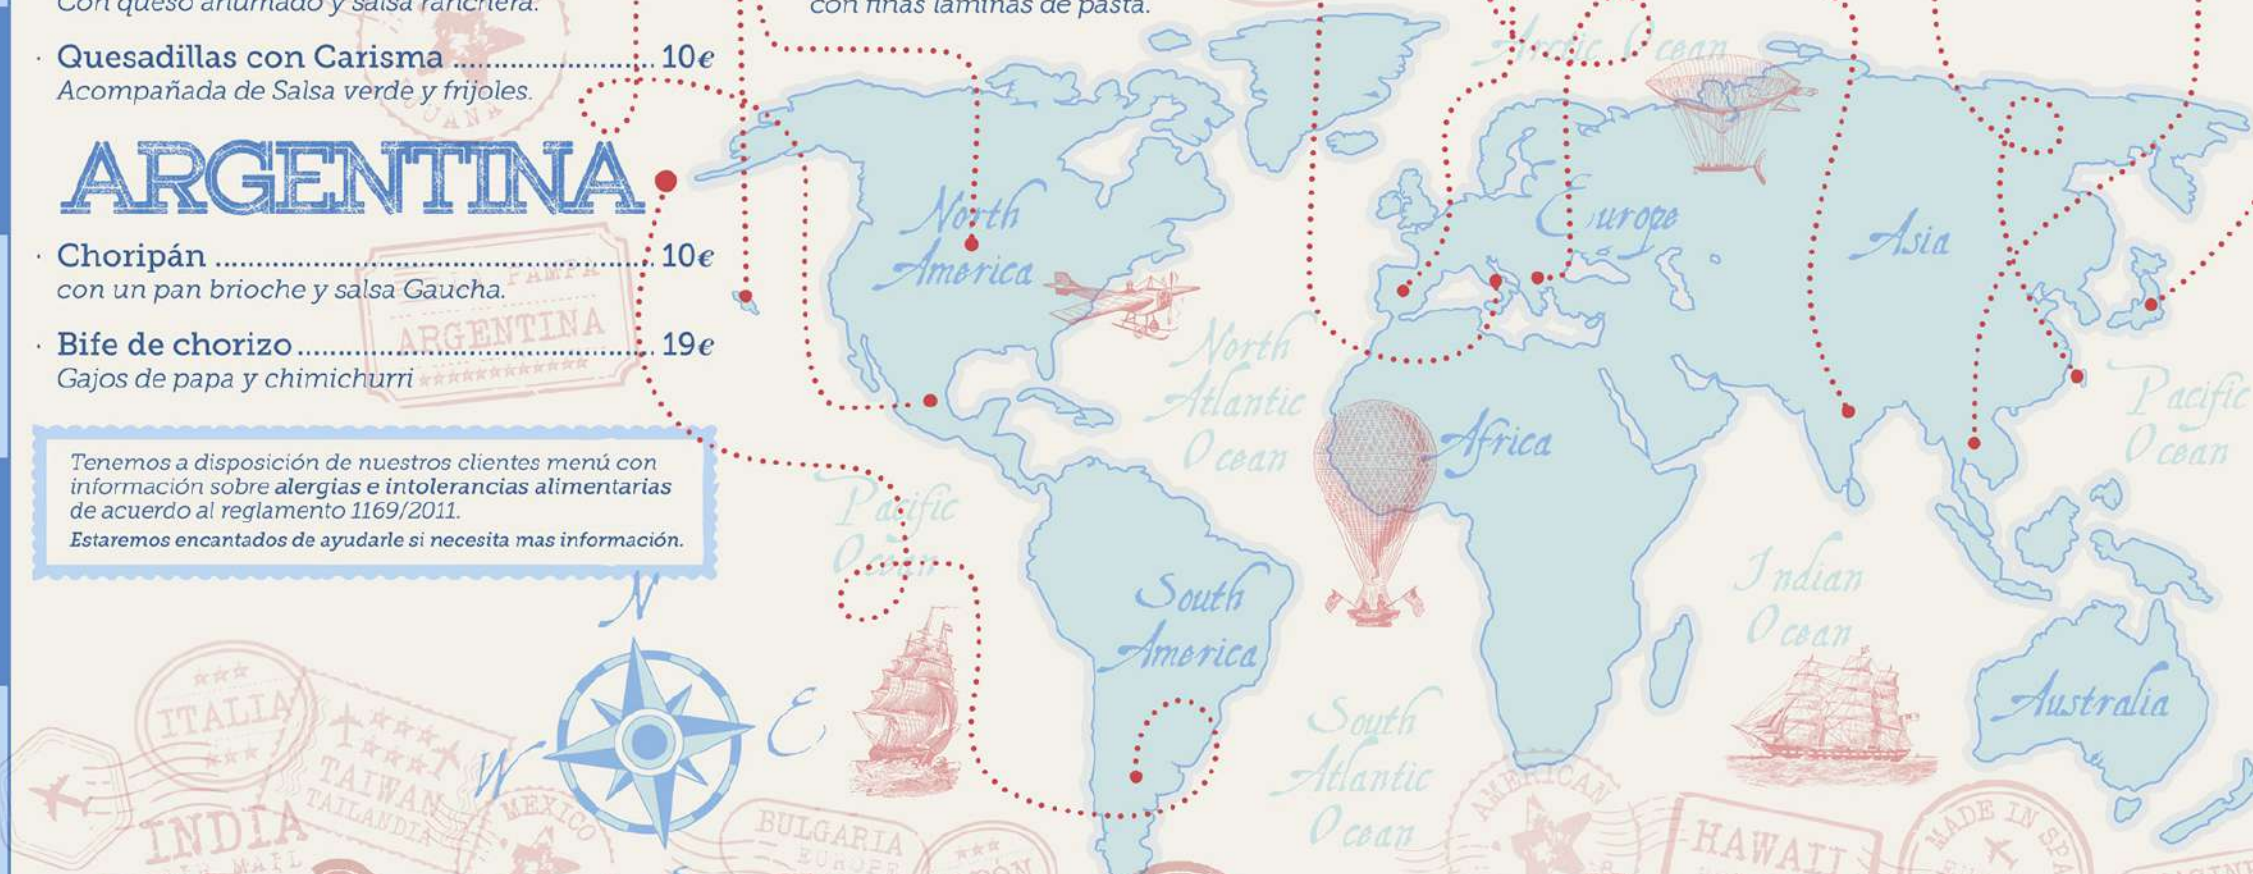 Con queso ahumado y salsa ranchera.
· Quesadillas con Carisma ........................ 10€
Acompañada de Salsa verde y frijoles.
ARGENTINA
· Choripán ..................................................... 10€
con un pan brioche y salsa Gaucha.
· Bife de chorizo ........................................... 19€
Gajos de papa y chimichurri
LA PAMPA
ARGENTINA
Tenemos a disposición de nuestros clientes menú con
información sobre alergias e intolerancias alimentarias
de acuerdo al reglamento 1169/2011.
Estaremos encantados de ayudarle si necesita mas información.
con finas láminas de pasta.
Arctic Ocean
North
America
Europe
Asia
North
Atlantic
Ocean
Africa
Pacific
Ocean
Pacific
Ocean
South
America
Indian
Ocean
South
Atlantic
Ocean
Australia
N
E
W
ITALIA
TAIWAN
TAILANDIA
INDIA
AIR MAIL
MEXICO
BULGARIA
EUROPE
AMERICAN
HAWAII
MADE IN SPA